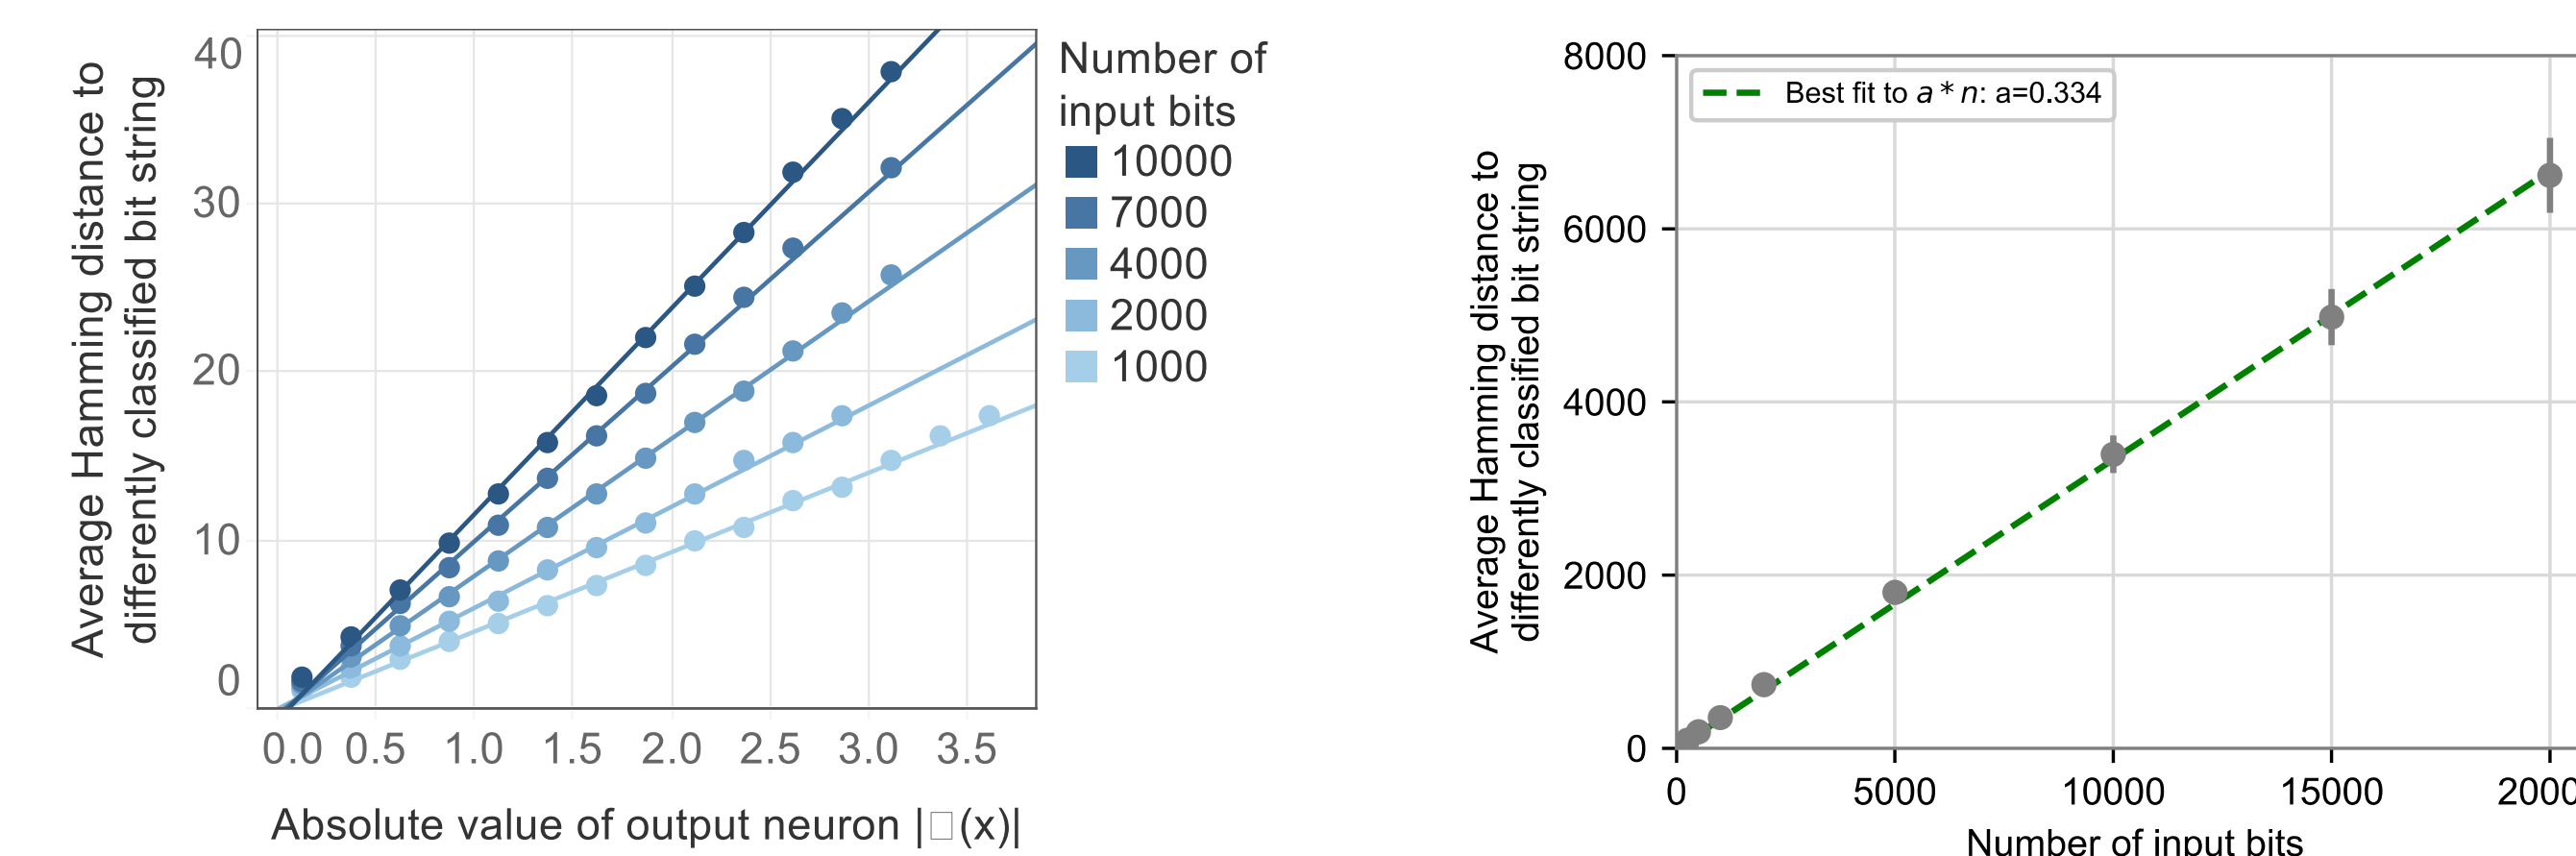 Average Hamming distance to
differently classified bit string
40
30
20
10
0
0.0 0.5 1.0 1.5 2.0 2.5 3.0 3.5
Absolute value of output neuron |□(x)|
Number of
input bits
10000
7000
4000
2000
1000
Average Hamming distance to
differently classified bit string
8000
6000
4000
2000
0
Best fit to a * n: a=0.334
0 5000 10000 15000 2000
Number of input bits